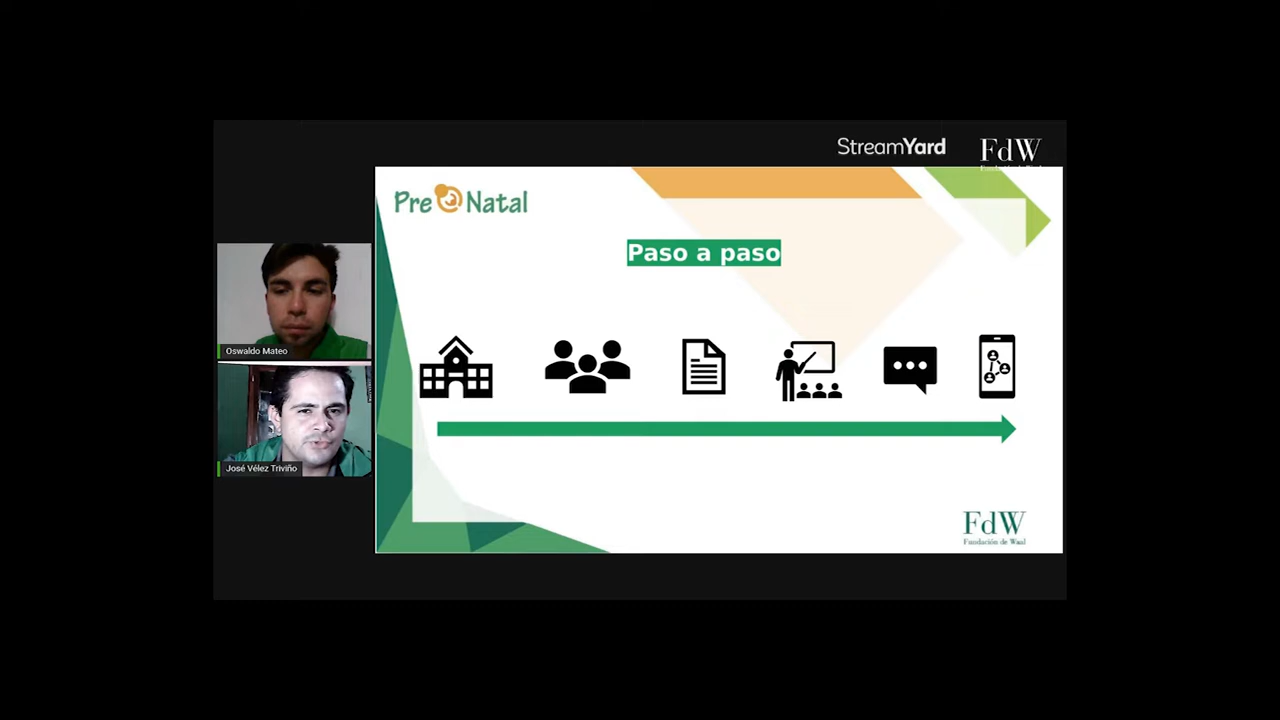 StreamYard
FdW
Pre Natal
Paso a paso
Oswaldo Mateo
José Vélez Triviño
FdW
Fundación de Waal